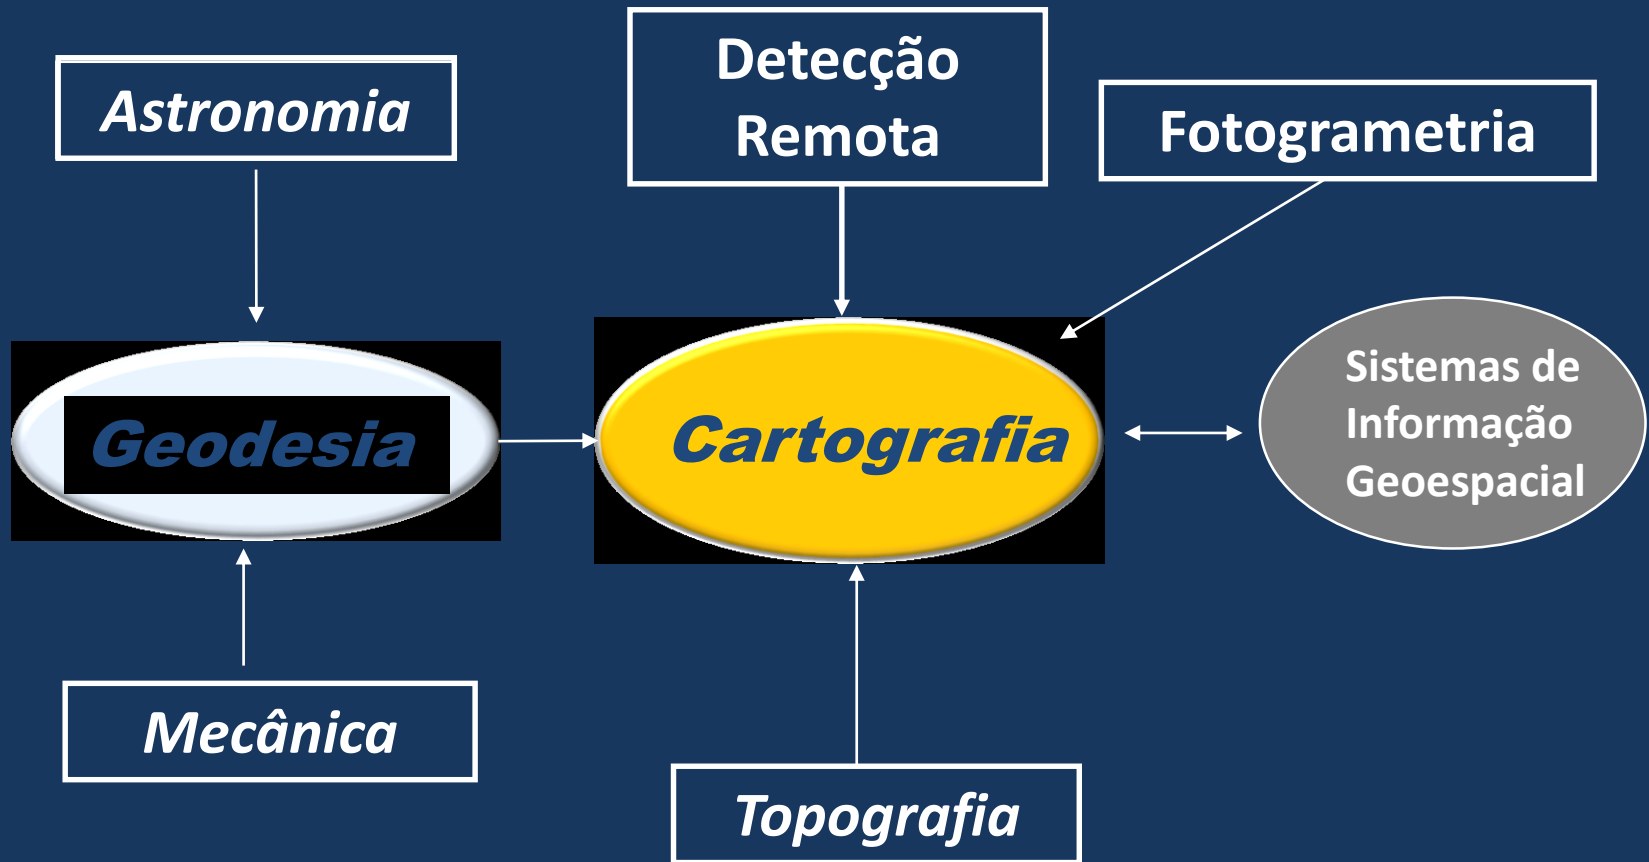 Astronomia
Detecção
Remota
Fotogrametria
Geodesia
Cartografia
Sistemas de
Informação
Geoespacial
Mecânica
Topografia